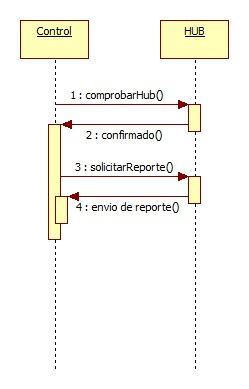 Control
HUB
1 : comprobarHub()
2 : confirmado()
3 : solicitarReporte()
4 : envio de reporte()